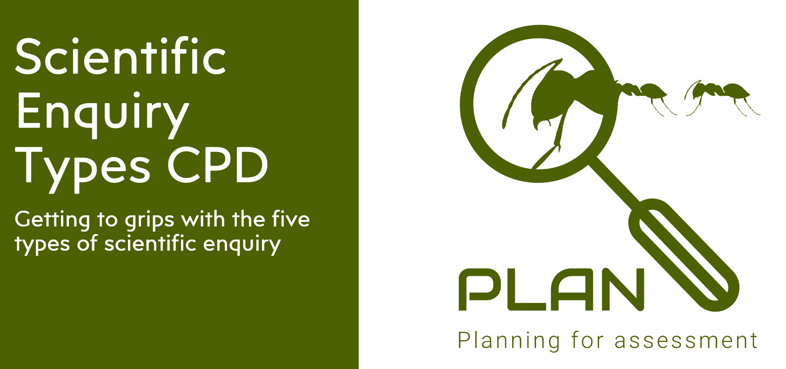 Scientific
Enquiry
Types CPD
Getting to grips with the five
types of scientific enquiry
PLAN
Planning for assessment